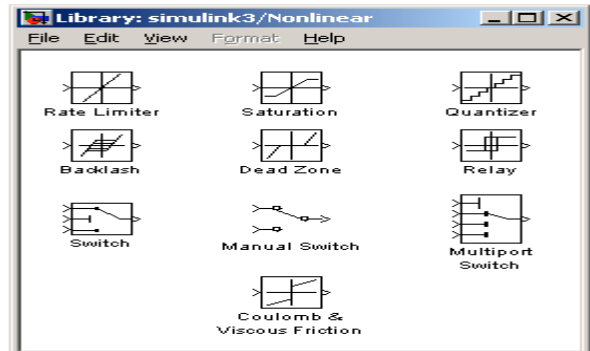 Library: simulink3/Nonlinear
File Edit View Format Help
Rate Limiter Saturation Quantizer
Backlash Dead Zone Relay
Switch Manual Switch Multiport
Switch
Coulomb &
Viscous Friction